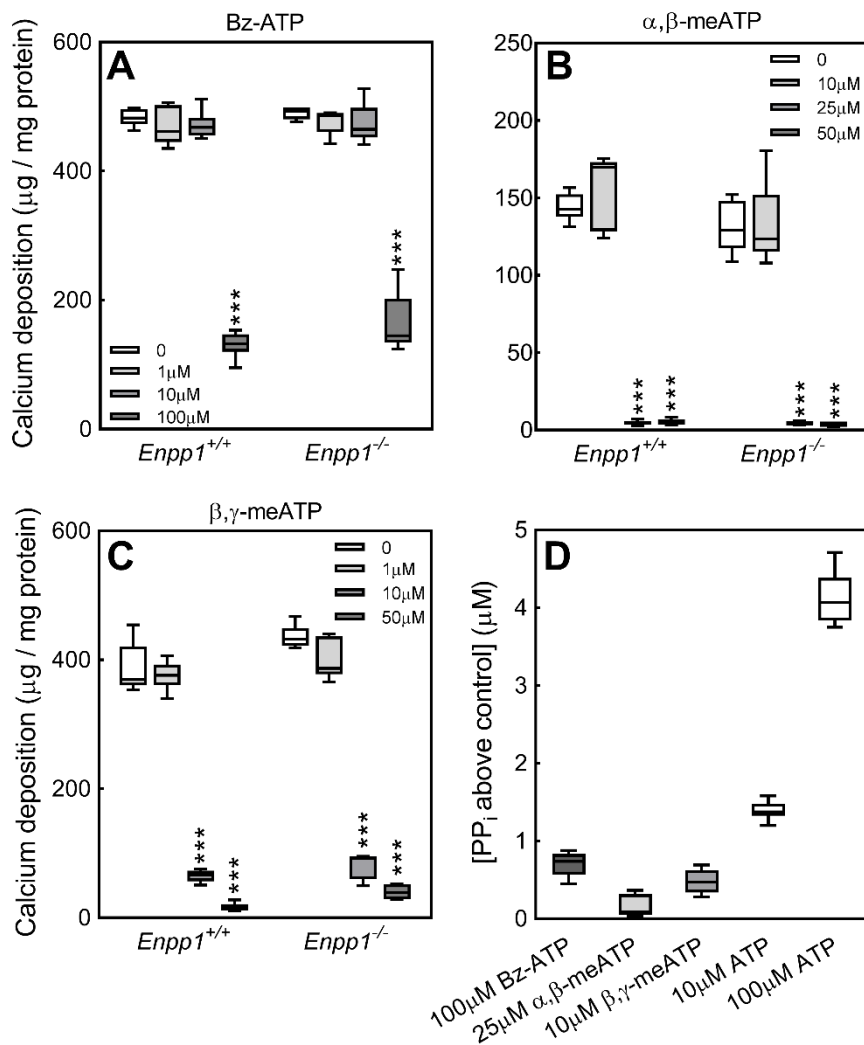 Bz-ATP
A
Calcium deposition (μg / mg protein)
600
400
200
0
0
1μM
10μM
100μM
***
***
Enpp1+/+
Enpp1-/-
α,β-meATP
B
250
200
150
100
50
0
0
10μM
25μM
50μM
***
***
***
***
Enpp1+/+
Enpp1-/-
β,γ-meATP
C
Calcium deposition (μg / mg protein)
600
400
200
0
0
1μM
10μM
50μM
***
***
***
***
Enpp1+/+
Enpp1-/-
D
[PPi above control] (μM)
5
4
3
2
1
0
100μM Bz-ATP
25μM α,β-meATP
10μM β,γ-meATP
10μM ATP
100μM ATP